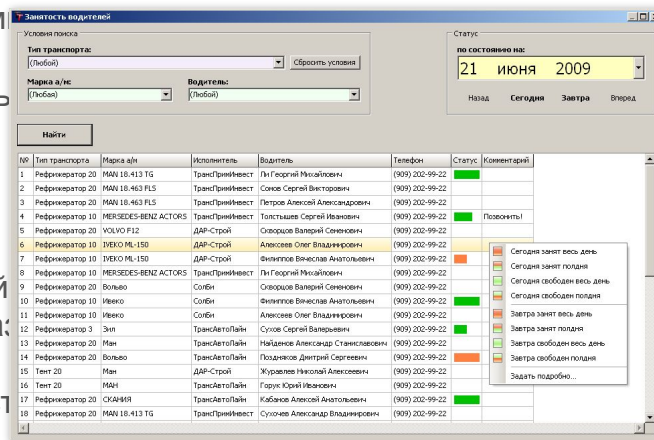 Занятость водителей
Условия поиска
Тип транспорта:
(Любой)
Сбросить условия
Марка а/м:
Водитель:
(Любая)
(Любой)
Статус
по состоянию на:
21 июня 2009
Назад Сегодня Завтра Вперед
Найти
№ Тип транспорта Марка а/м Исполнитель Водитель Телефон Статус Комментарий
1 Рефрижератор 20 MAN 18.413 TG ТрансПримИнвест Ли Георгий Михайлович (909) 202-99-22
2 Рефрижератор 20 MAN 18.463 FLS ТрансПримИнвест Сомов Сергей Викторович (909) 202-99-22
3 Рефрижератор 20 MAN 18.463 FLS ТрансПримИнвест Петров Алексей Александрович (909) 202-99-22
4 Рефрижератор 10 MERSEDES-BENZ ACTORS ТрансПримИнвест Толстышев Сергей Иванович (909) 202-99-22 Позвонить!
5 Рефрижератор 20 VOLVO F12 ДАР-Строй Скворцов Валерий Семенович (909) 202-99-22
6 Рефрижератор 10 IVEKO ML-150 ДАР-Строй Алексеев Олег Владимирович (909) 202-99-22
7 Рефрижератор 10 IVEKO ML-150 ДАР-Строй Филиппов Вячеслав Анатольевич (909) 202-99-22
8 Рефрижератор 10 MERSEDES-BENZ ACTORS ТрансПримИнвест Ли Георгий Михайлович (909) 202-99-22
9 Рефрижератор 20 Вольво СолБи Скворцов Валерий Семенович (909) 202-99-22
10 Рефрижератор 10 Ивеко СолБи Филиппов Вячеслав Анатольевич (909) 202-99-22
11 Рефрижератор 10 Ивеко СолБи Алексеев Олег Владимирович (909) 202-99-22
12 Рефрижератор 3 Зил ТрансАвтоЛайн Сухов Сергей Валерьевич (909) 202-99-22
13 Рефрижератор 20 Ман ТрансАвтоЛайн Найденов Александр Станиславович (909) 202-99-22
14 Рефрижератор 20 Вольво ТрансАвтоЛайн Поздняков Дмитрий Сергеевич (909) 202-99-22
15 Тент 20 Ман ДАР-Строй Журавлев Николай Алексеевич (909) 202-99-22
16 Тент 20 МАН ТрансАвтоЛайн Горук Юрий Иванович (909) 202-99-22
17 Рефрижератор 20 СКАНИЯ ТрансАвтоЛайн Кабанов Алексей Анатольевич (909) 202-99-22
18 Рефрижератор 20 MAN 18.413 TG ТрансПримИнвест Сухочев Александр Владимирович (909) 202-99-22
Сегодня занят весь день
Сегодня занят полдня
Сегодня свободен весь день
Сегодня свободен полдня
Завтра занят весь день
Завтра занят полдня
Завтра свободен весь день
Завтра свободен полдня
Задать подробно...